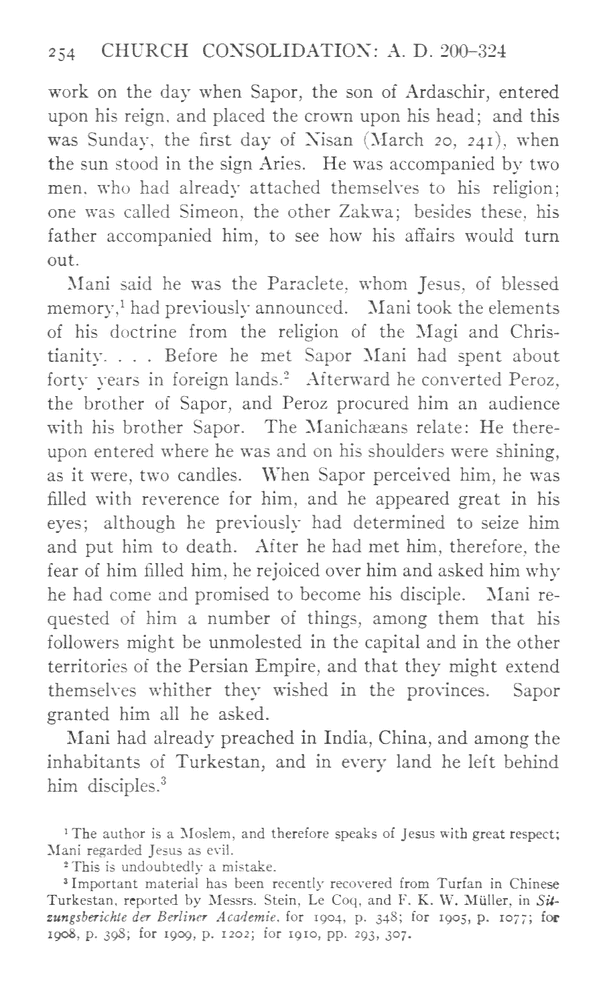 254 CHURCH CONSOLIDATION: A. D. 200–324
work on the day when Sapor, the son of Ardaschir, entered
upon his reign, and placed the crown upon his head; and this
was Sunday, the first day of Nisan (March 20, 241), when
the sun stood in the sign Aries. He was accompanied by two
men, who had already attached themselves to his religion;
one was called Simeon, the other Zakwa; besides these, his
father accompanied him, to see how his affairs would turn
out.
Mani said he was the Paraclete, whom Jesus, of blessed
memory,¹ had previously announced. Mani took the elements
of his doctrine from the religion of the Magi and Chris-
tianity. . . . Before he met Sapor Mani had spent about
forty years in foreign lands.² Afterward he converted Peroz,
the brother of Sapor, and Peroz procured him an audience
with his brother Sapor. The Manichæans relate: He there-
upon entered where he was and on his shoulders were shining,
as it were, two candles. When Sapor perceived him, he was
filled with reverence for him, and he appeared great in his
eyes; although he previously had determined to seize him
and put him to death. After he had met him, therefore, the
fear of him filled him, he rejoiced over him and asked him why
he had come and promised to become his disciple. Mani re-
quested of him a number of things, among them that his
followers might be unmolested in the capital and in the other
territories of the Persian Empire, and that they might extend
themselves whither they wished in the provinces. Sapor
granted him all he asked.
Mani had already preached in India, China, and among the
inhabitants of Turkestan, and in every land he left behind
him disciples.³
¹ The author is a Moslem, and therefore speaks of Jesus with great respect;
Mani regarded Jesus as evil.
² This is undoubtedly a mistake.
³ Important material has been recently recovered from Turfan in Chinese
Turkestan, reported by Messrs. Stein, Le Coq, and F. K. W. Müller, in Sit-
zungsberichte der Berliner Academie, for 1904, p. 348; for 1905, p. 1077; for
1908, p. 398; for 1909, p. 1202; for 1910, pp. 293, 307.